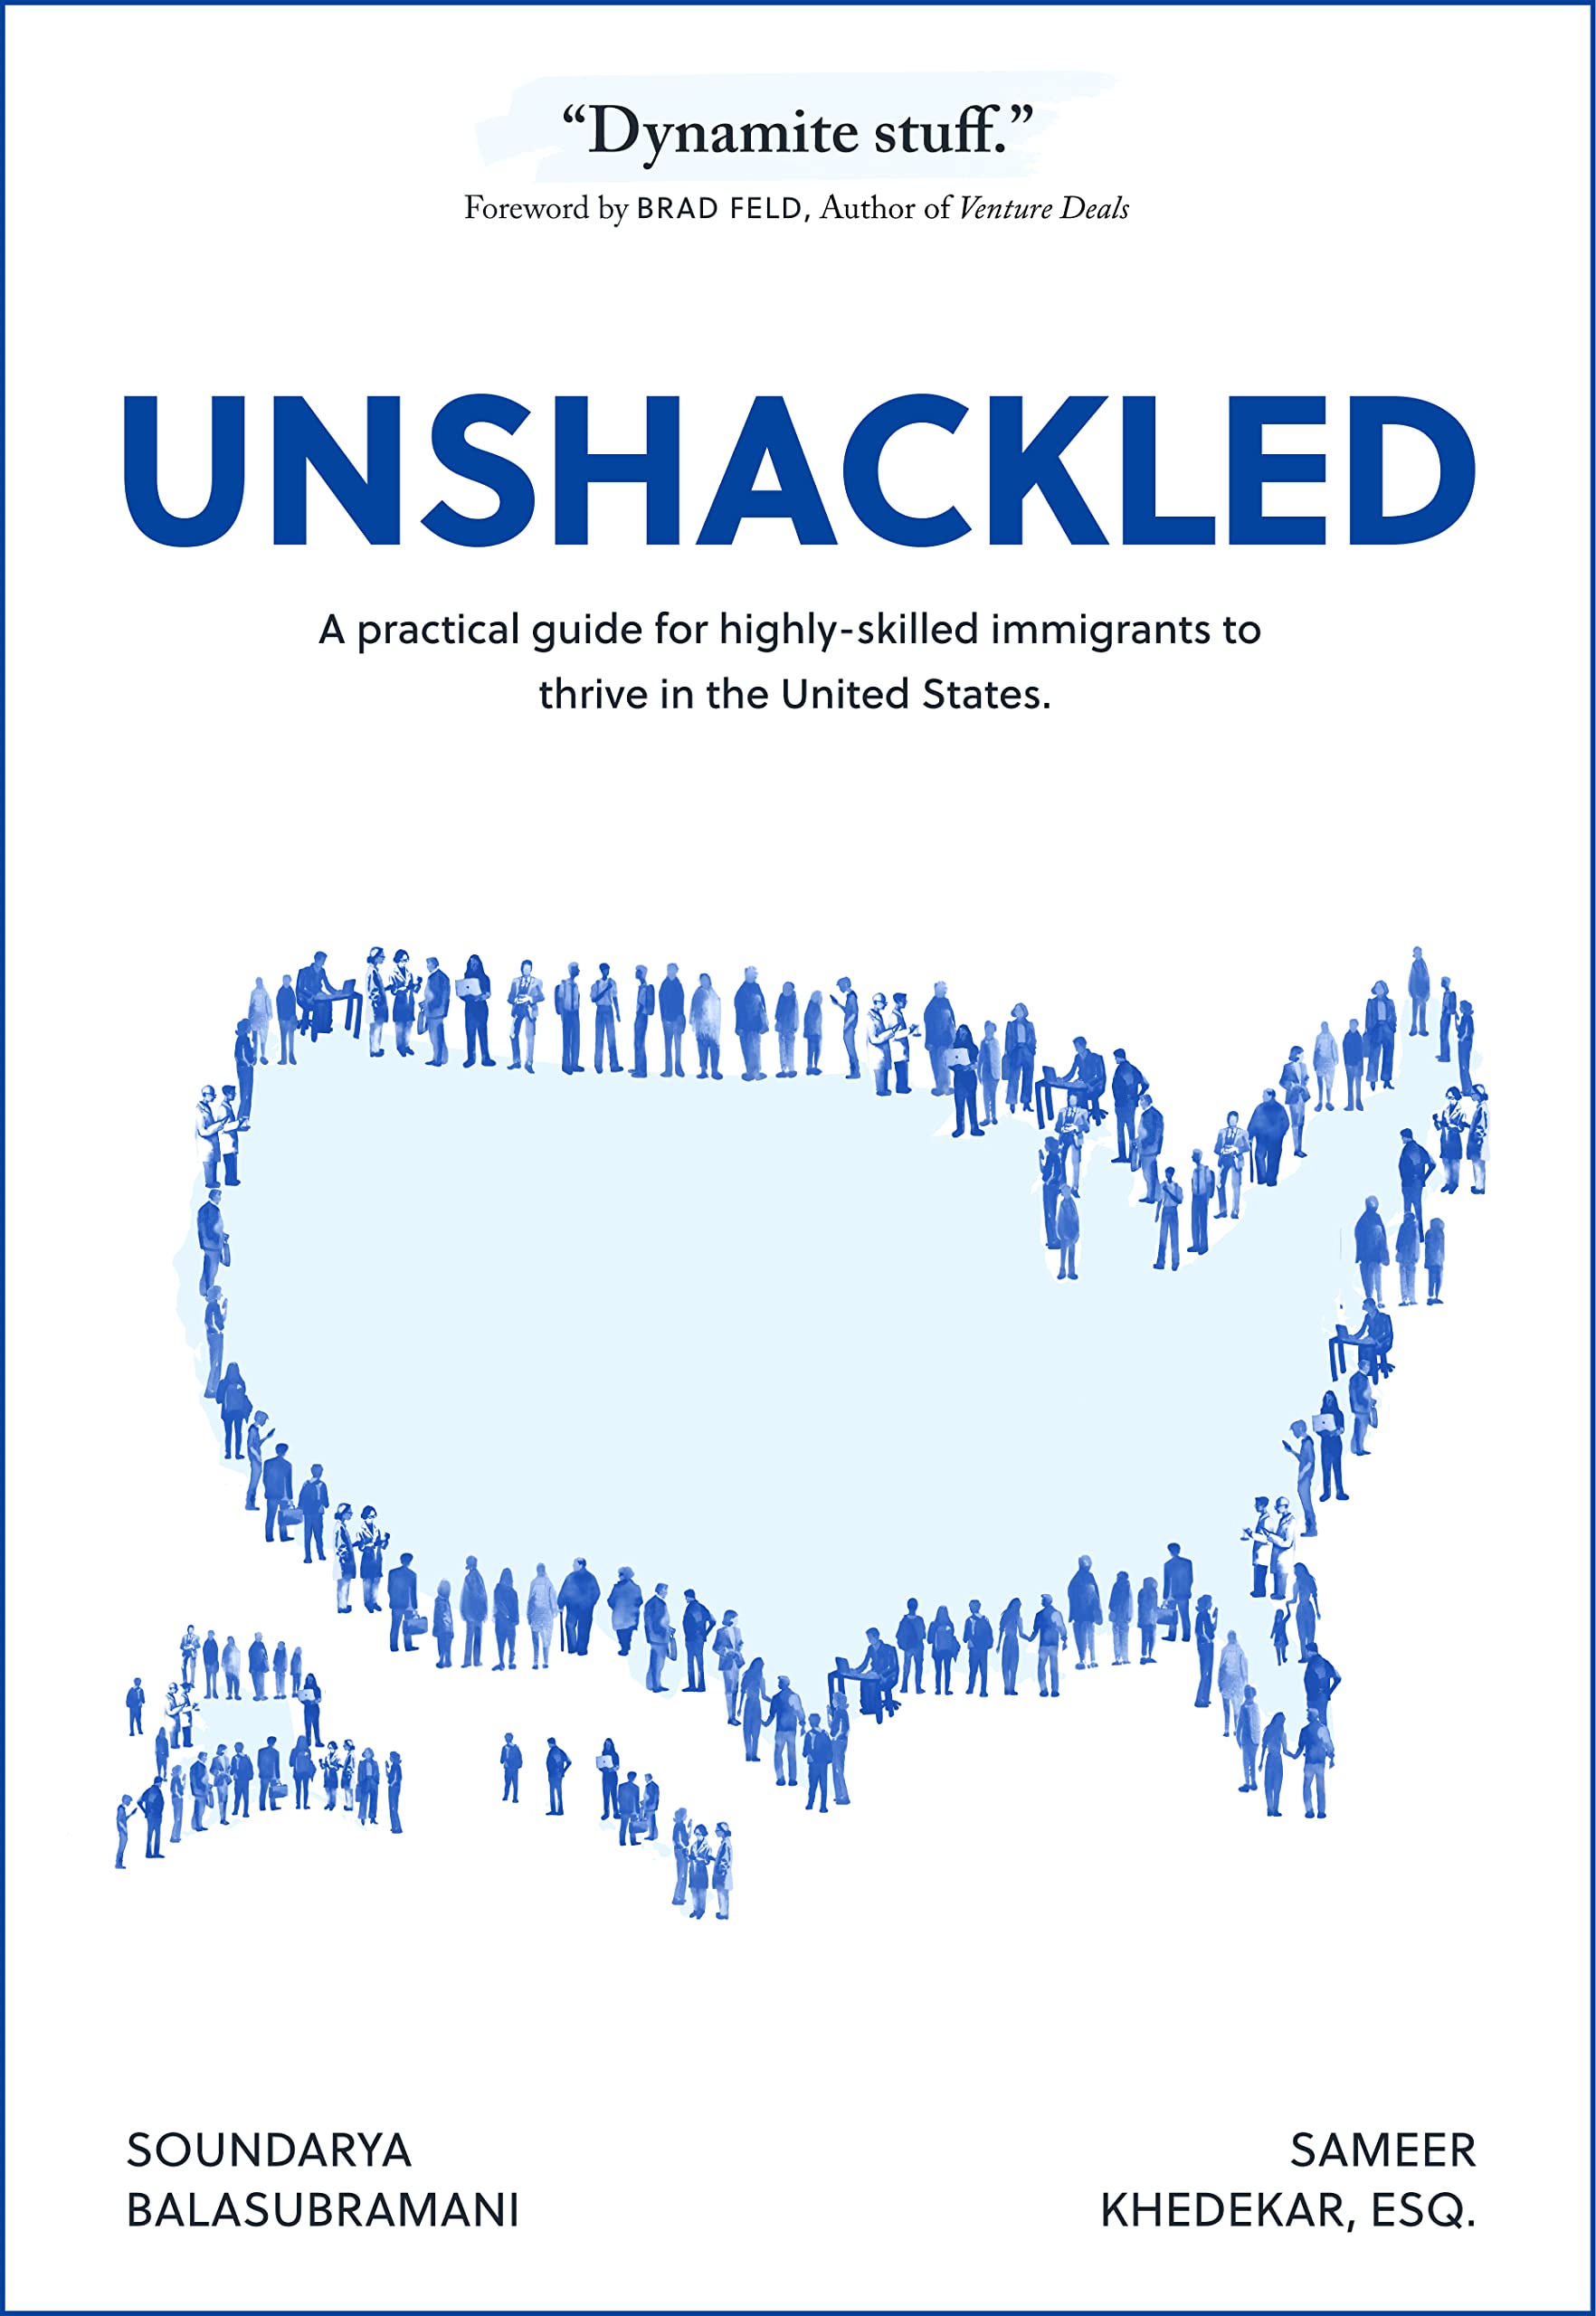 “Dynamite stuff.”
Foreword by BRAD FELD, Author of Venture Deals
UNSHACKLED
A practical guide for highly-skilled immigrants to
thrive in the United States.
SOUNDARYA
BALASUBRAMANI
SAMEER
KHEDEKAR, ESQ.